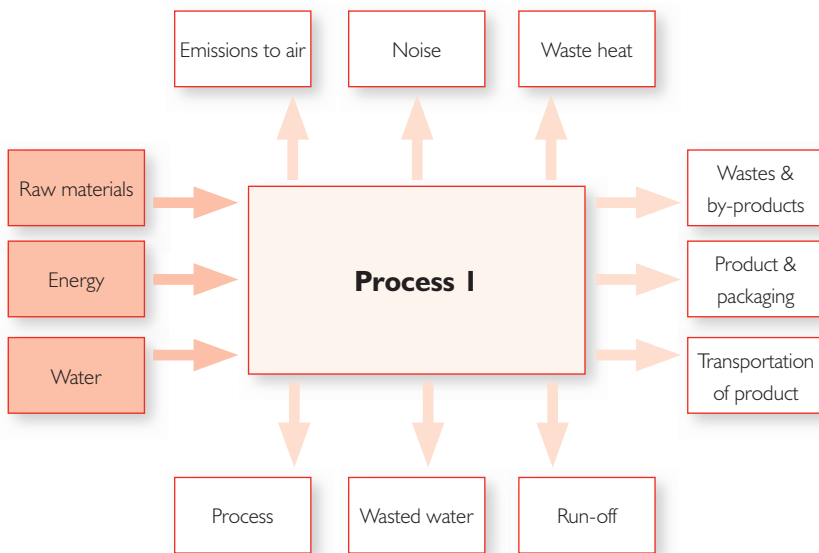 Emissions to air
Noise
Waste heat
Raw materials
Energy
Water
Process 1
Wastes &
by-products
Product &
packaging
Transportation
of product
Process
Wasted water
Run-off